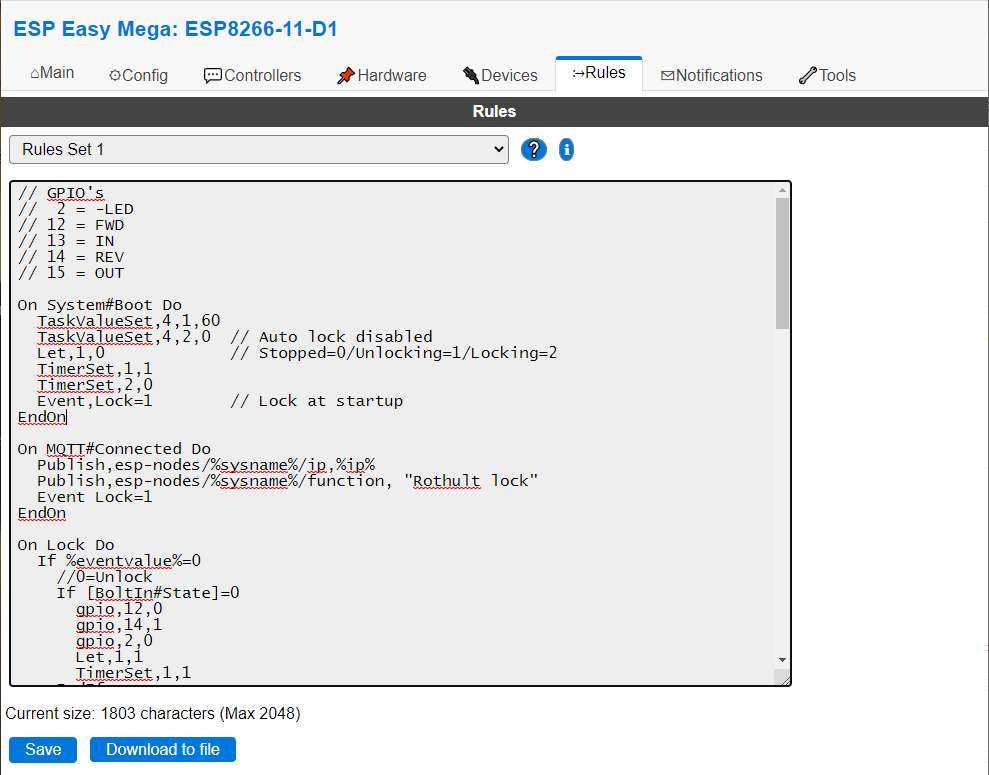 ESP Easy Mega: ESP8266-11-D1
⌂Main
⚙Config
💬Controllers
📌Hardware
🔌Devices
Rules
✉Notifications
🔧Tools
Rules
Rules Set 1
?
i
// GPIO's
//  2 = -LED
// 12 = FWD
// 13 = IN
// 14 = REV
// 15 = OUT
On System#Boot Do
  TaskValueSet,4,1,60
  TaskValueSet,4,2,0  // Auto lock disabled
  Let,1,0             // Stopped=0/Unlocking=1/Locking=2
  TimerSet,1,1
  TimerSet,2,0
  Event,Lock=1        // Lock at startup
EndOn
On MQTT#Connected Do
  Publish,esp-nodes/%sysname%/ip,%ip%
  Publish,esp-nodes/%sysname%/function, "Rothult lock"
  Event Lock=1
EndOn
On Lock Do
  If %eventvalue%=0
    //0=Unlock
    If [BoltIn#State]=0
      gpio,12,0
      gpio,14,1
      gpio,2,0
      Let,1,1
      TimerSet,1,1
Current size: 1803 characters (Max 2048)
Save
Download to file